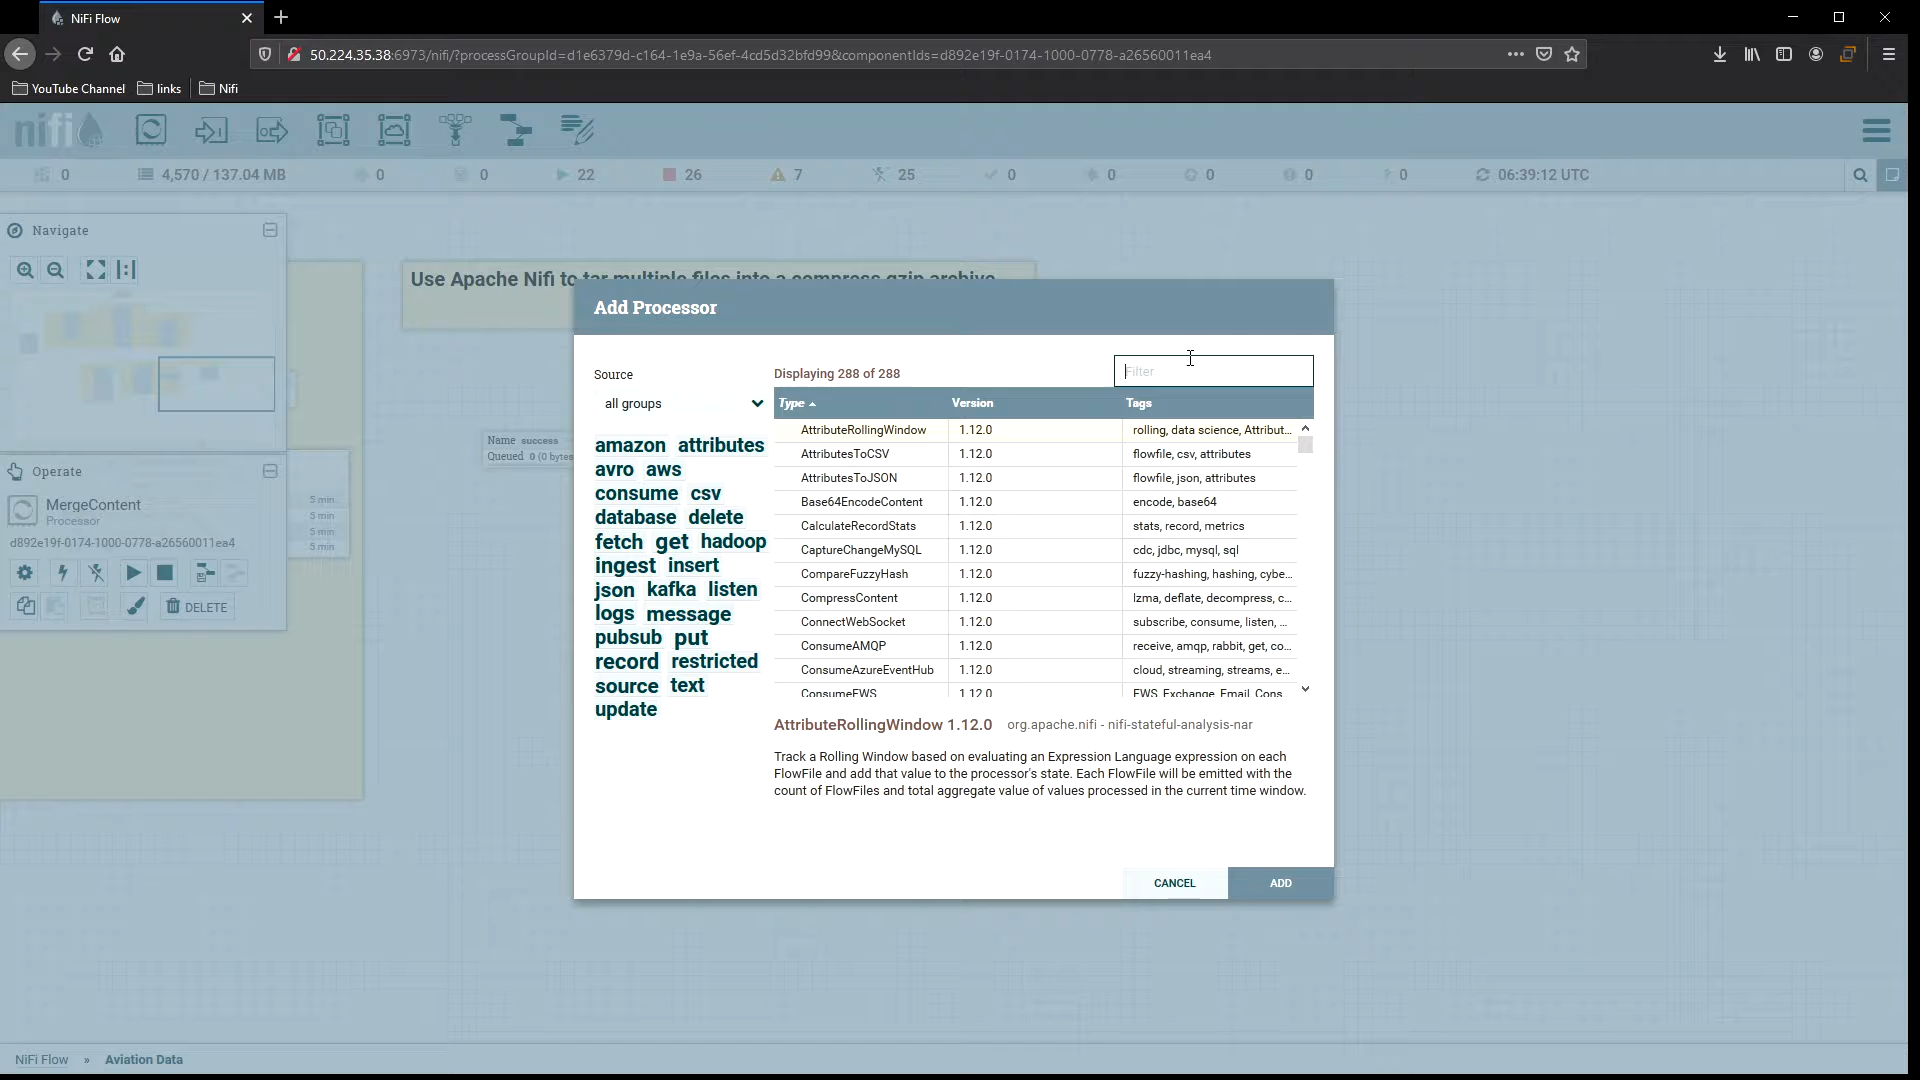 NiFi Flow
50.224.35.38:6973/nifi/?processGroupId=d1e6379d-c164-1e9a-56ef-4cd5d32bfd99&componentIds=d892e19f-0174-1000-0778-a26560011ea4
YouTube Channel links Nifi
nifi
0 4,570 / 137.04 MB 0 0 22 26 7 25 0 0 0 0 ? 0 06:39:12 UTC
Navigate
Use Apache Nifi to tar multiple files into a compress gzip archive
Name success
Queued 0 (0 bytes
Operate
MergeContent
Processor
d892e19f-0174-1000-0778-a26560011ea4
DELETE
5 min
5 min
5 min
5 min
Add Processor
Source
all groups
amazon attributes
avro aws
consume csv
database delete
fetch get hadoop
ingest insert
json kafka listen
logs message
pubsub put
record restricted
source text
update
Displaying 288 of 288
Filter
Type Version Tags
AttributeRollingWindow 1.12.0 rolling, data science, Attribut...
AttributesToCSV 1.12.0 flowfile, csv, attributes
AttributesToJSON 1.12.0 flowfile, json, attributes
Base64EncodeContent 1.12.0 encode, base64
CalculateRecordStats 1.12.0 stats, record, metrics
CaptureChangeMySQL 1.12.0 cdc, jdbc, mysql, sql
CompareFuzzyHash 1.12.0 fuzzy-hashing, hashing, cybe...
CompressContent 1.12.0 lzma, deflate, decompress, c...
ConnectWebSocket 1.12.0 subscribe, consume, listen, ...
ConsumeAMQP 1.12.0 receive, amqp, rabbit, get, co...
ConsumeAzureEventHub 1.12.0 cloud, streaming, streams, e...
ConsumeEWS 1.12.0 EWS, Exchange, Email, Cons
AttributeRollingWindow 1.12.0 org.apache.nifi - nifi-stateful-analysis-nar
Track a Rolling Window based on evaluating an Expression Language expression on each
FlowFile and add that value to the processor's state. Each FlowFile will be emitted with the
count of FlowFiles and total aggregate value of values processed in the current time window.
CANCEL ADD
NiFi Flow » Aviation Data